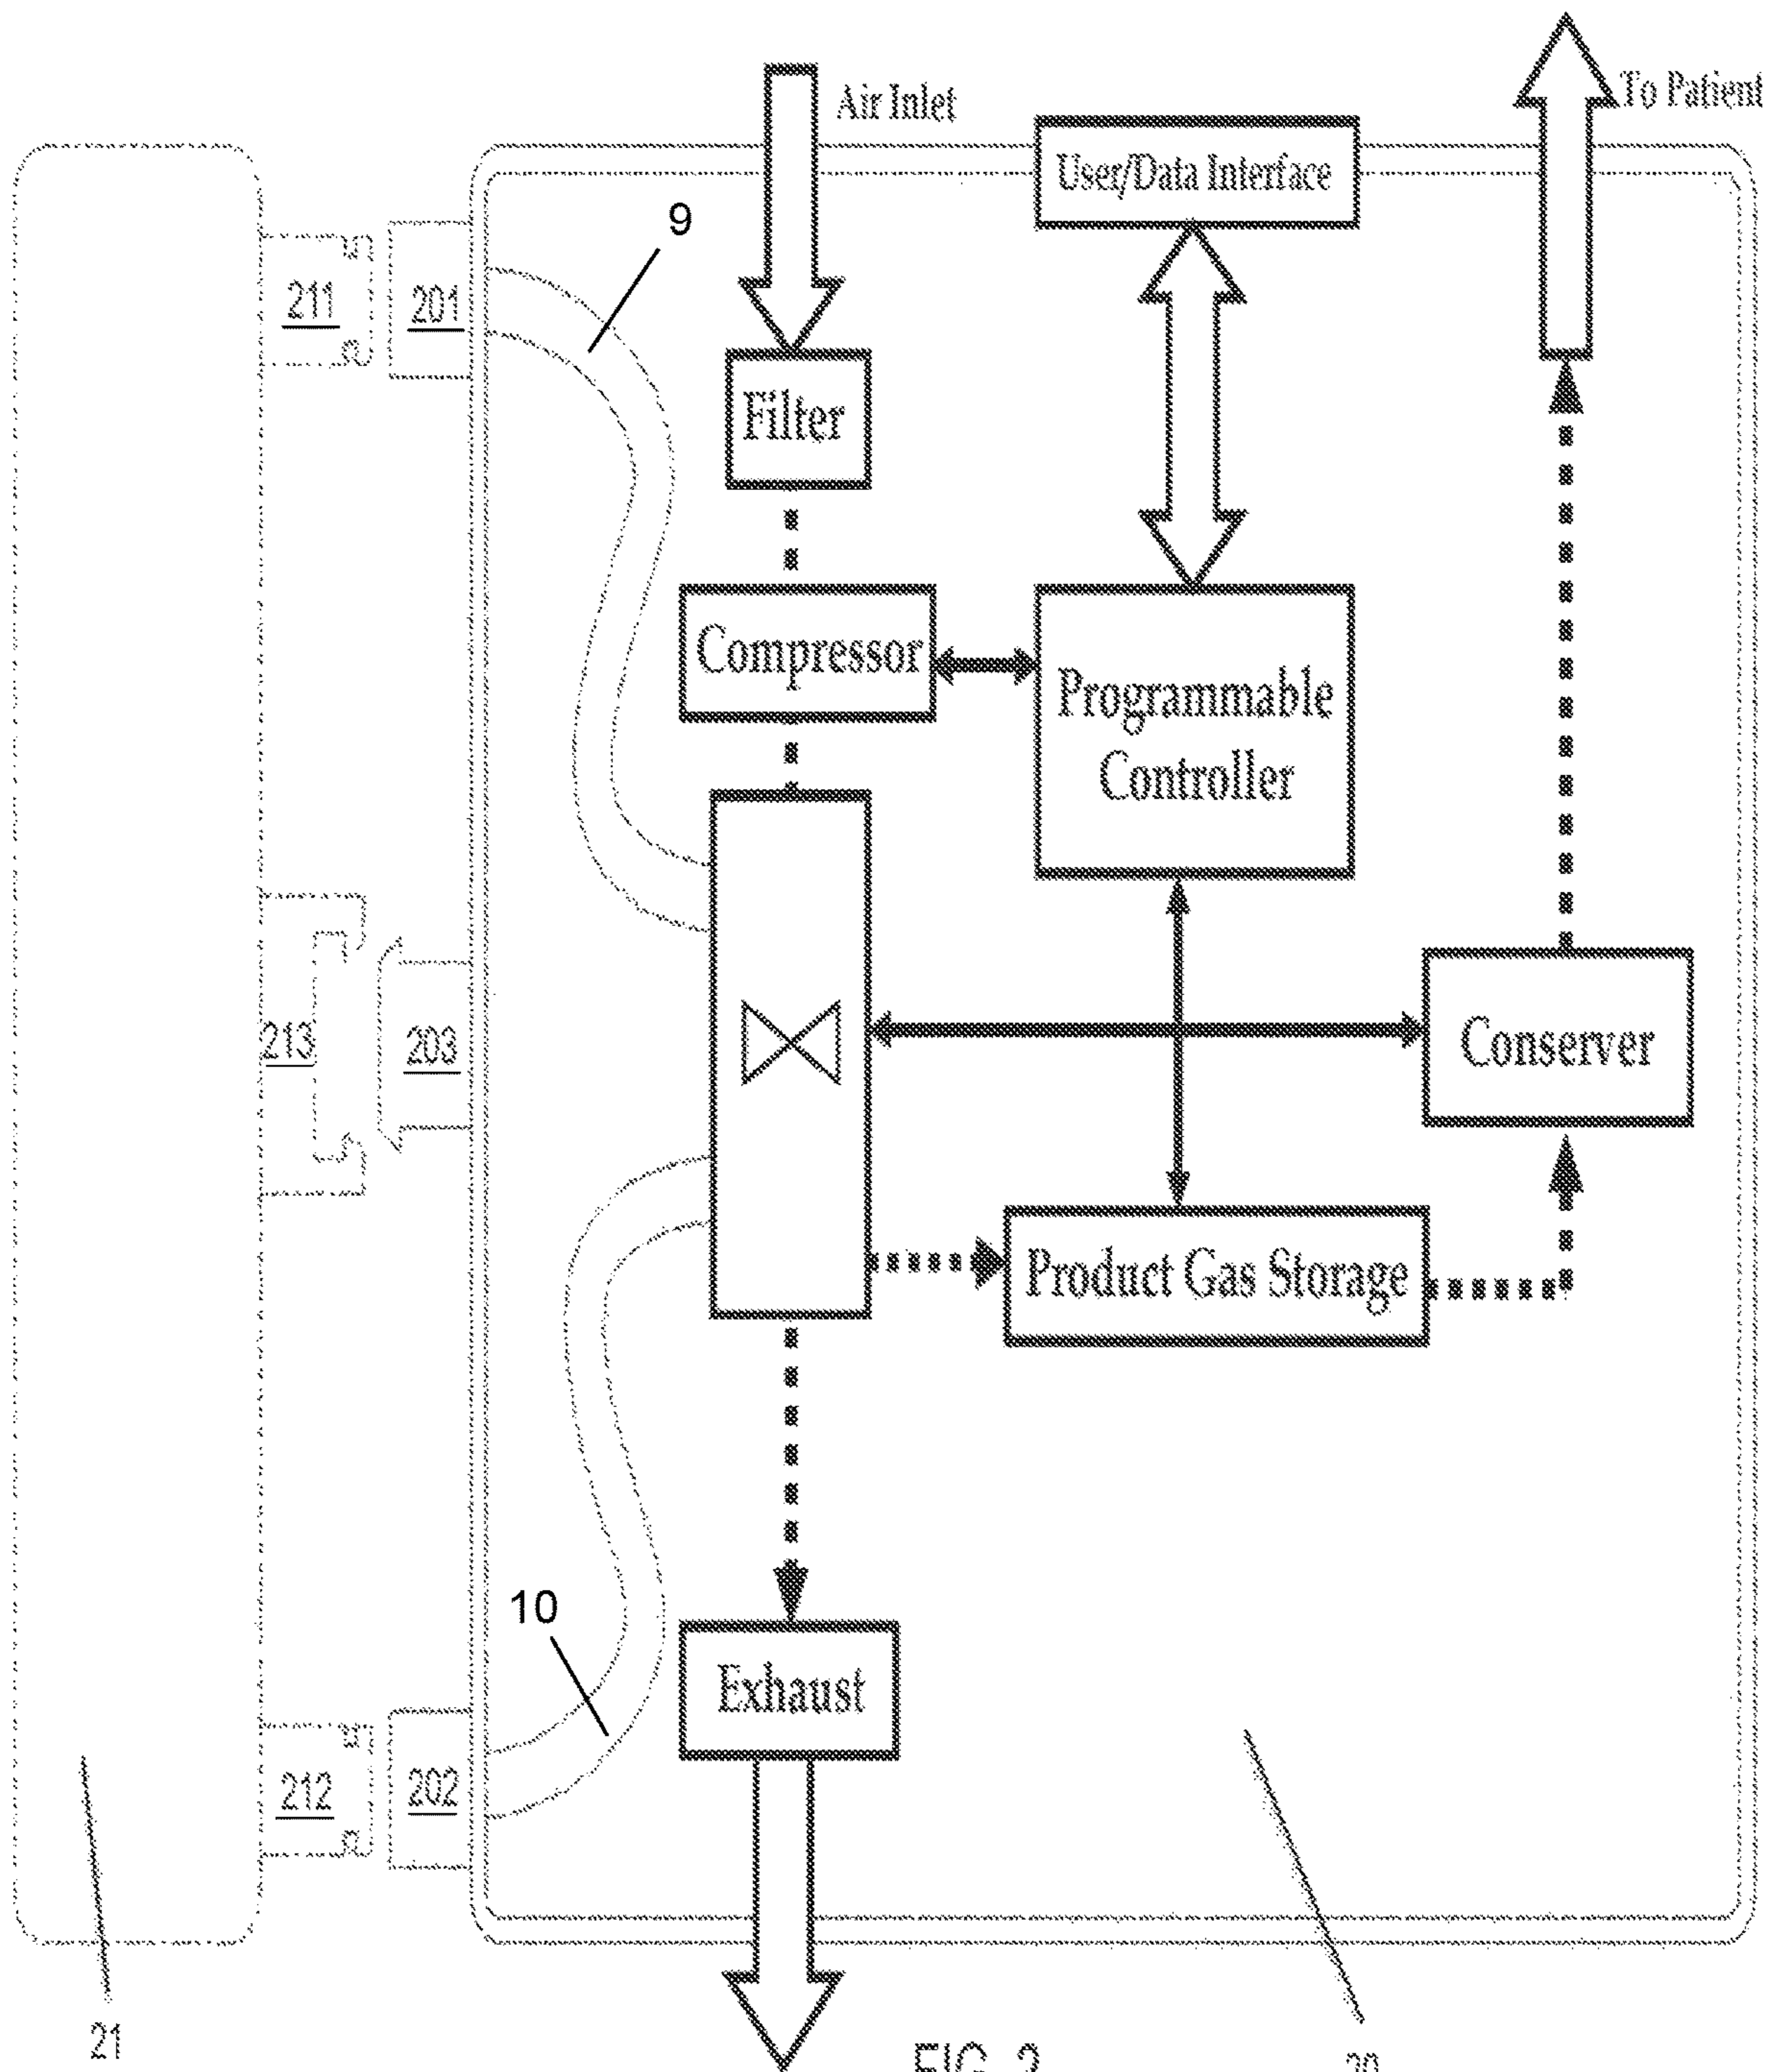 To Patient
Air Inlet
User/Data Interface
9
211
201
Filter
Compressor
Programmable
Controller
213
203
Conserver
Product Gas Storage
10
Exhaust
212
202
21